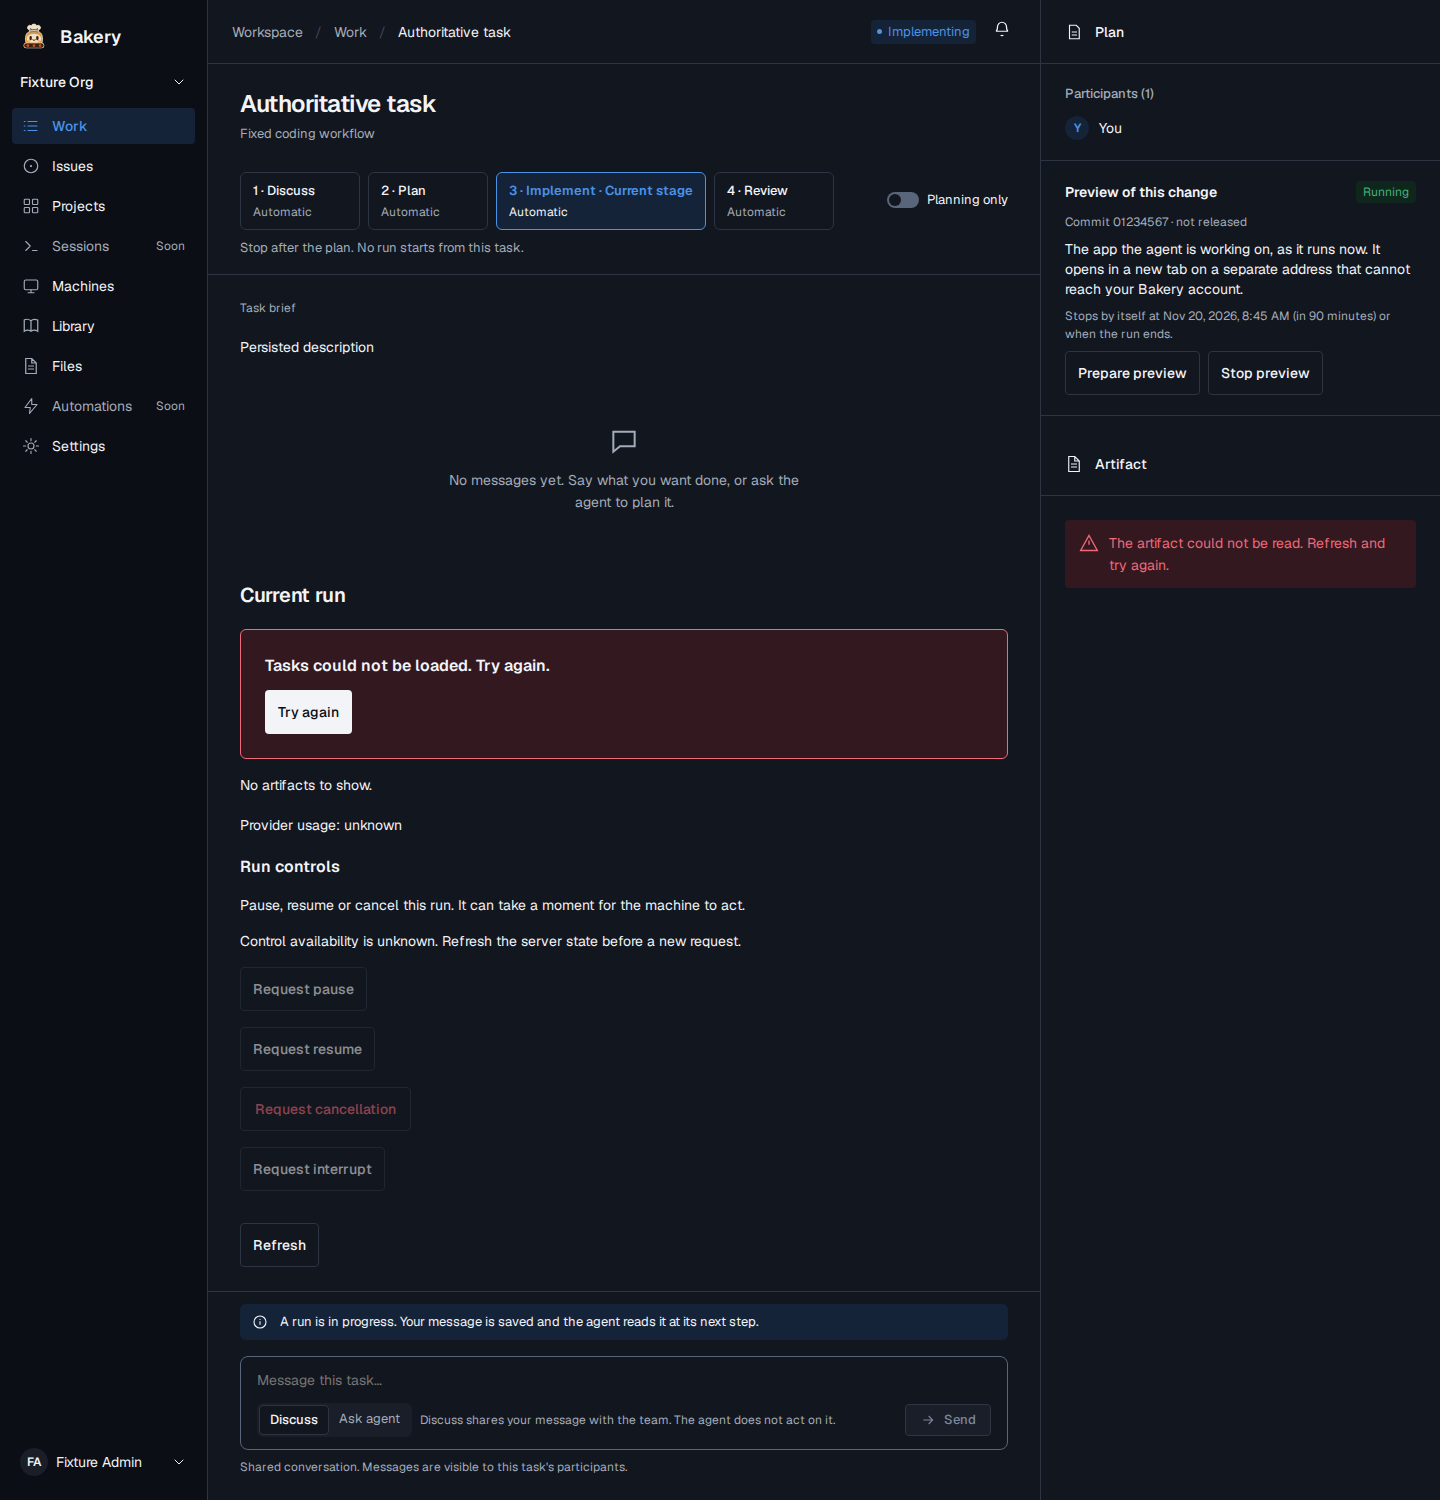 Bakery
Fixture Org
Work
Issues
Projects
Sessions Soon
Machines
Library
Files
Automations Soon
Settings
FA Fixture Admin
Workspace / Work / Authoritative task
Implementing
Authoritative task
Fixed coding workflow
1 · Discuss
Automatic
2 · Plan
Automatic
3 · Implement · Current stage
Automatic
4 · Review
Automatic
Planning only
Stop after the plan. No run starts from this task.
Task brief
Persisted description
No messages yet. Say what you want done, or ask the
agent to plan it.
Current run
Tasks could not be loaded. Try again.
Try again
No artifacts to show.
Provider usage: unknown
Run controls
Pause, resume or cancel this run. It can take a moment for the machine to act.
Control availability is unknown. Refresh the server state before a new request.
Request pause
Request resume
Request cancellation
Request interrupt
Refresh
A run is in progress. Your message is saved and the agent reads it at its next step.
Message this task...
Discuss Ask agent Discuss shares your message with the team. The agent does not act on it. Send
Shared conversation. Messages are visible to this task's participants.
Plan
Participants (1)
Y You
Preview of this change Running
Commit 01234567 · not released
The app the agent is working on, as it runs now. It
opens in a new tab on a separate address that cannot
reach your Bakery account.
Stops by itself at Nov 20, 2026, 8:45 AM (in 90 minutes) or
when the run ends.
Prepare preview Stop preview
Artifact
The artifact could not be read. Refresh and
try again.